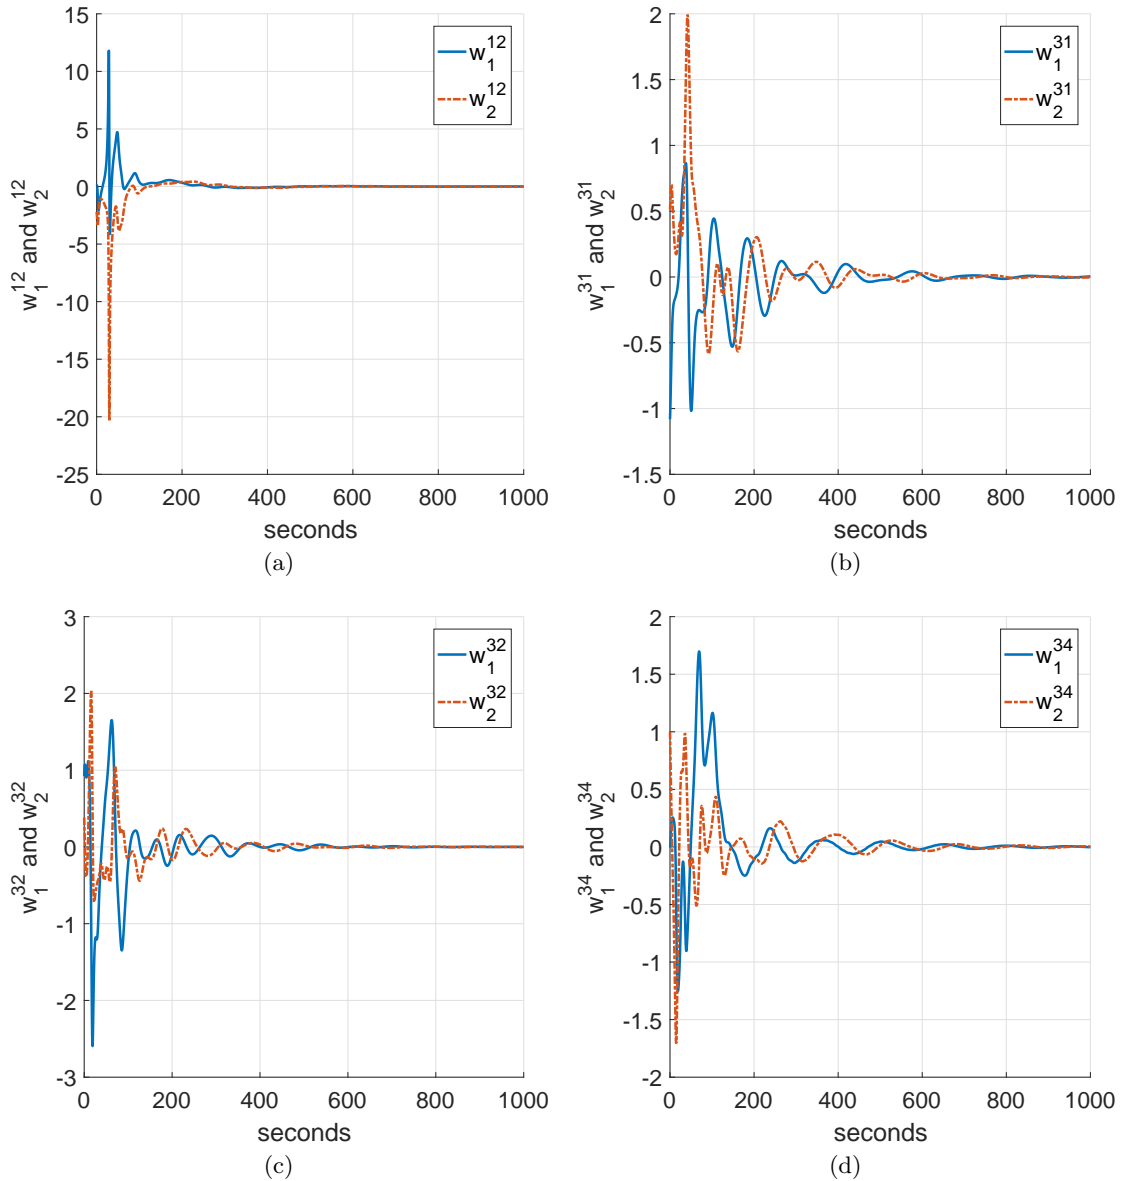 15
10
5
0
-5
-10
-15
-20
-25
0 200 400 600 800 1000
seconds
w_1^{12} and w_2^{12}
w_1^{12}
w_2^{12}
(a)
2
1.5
1
0.5
0
-0.5
-1
-1.5
0 200 400 600 800 1000
seconds
w_1^{31} and w_2^{31}
w_1^{31}
w_2^{31}
(b)
3
2
1
0
-1
-2
-3
0 200 400 600 800 1000
seconds
w_1^{32} and w_2^{32}
w_1^{32}
w_2^{32}
(c)
2
1.5
1
0.5
0
-0.5
-1
-1.5
-2
0 200 400 600 800 1000
seconds
w_1^{34} and w_2^{34}
w_1^{34}
w_2^{34}
(d)